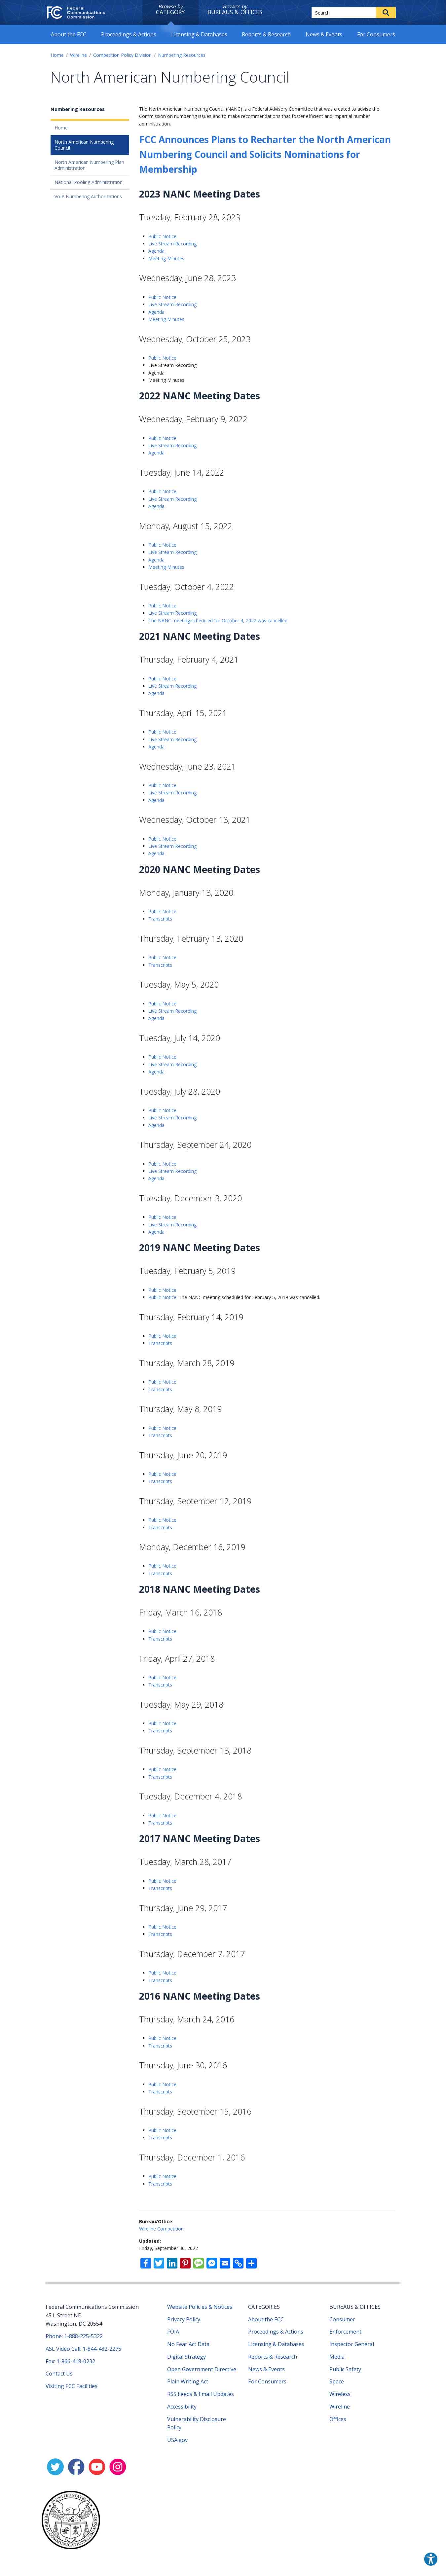 FC Federal Communications Commission
Browse by CATEGORY
Browse by BUREAUS & OFFICES
Search
About the FCC
Proceedings & Actions
Licensing & Databases
Reports & Research
News & Events
For Consumers
Home / Wireline / Competition Policy Division / Numbering Resources
North American Numbering Council
Numbering Resources
Home
North American Numbering Council
North American Numbering Plan Administration
National Pooling Administration
VoIP Numbering Authorizations
The North American Numbering Council (NANC) is a Federal Advisory Committee that was created to advise the
Commission on numbering issues and to make recommendations that foster efficient and impartial number
administration.
FCC Announces Plans to Recharter the North American
Numbering Council and Solicits Nominations for
Membership
2023 NANC Meeting Dates
Tuesday, February 28, 2023
Public Notice
Live Stream Recording
Agenda
Meeting Minutes
Wednesday, June 28, 2023
Public Notice
Live Stream Recording
Agenda
Meeting Minutes
Wednesday, October 25, 2023
Public Notice
Live Stream Recording
Agenda
Meeting Minutes
2022 NANC Meeting Dates
Wednesday, February 9, 2022
Public Notice
Live Stream Recording
Agenda
Tuesday, June 14, 2022
Public Notice
Live Stream Recording
Agenda
Monday, August 15, 2022
Public Notice
Live Stream Recording
Agenda
Meeting Minutes
Tuesday, October 4, 2022
Public Notice
Live Stream Recording
The NANC meeting scheduled for October 4, 2022 was cancelled.
2021 NANC Meeting Dates
Thursday, February 4, 2021
Public Notice
Live Stream Recording
Agenda
Thursday, April 15, 2021
Public Notice
Live Stream Recording
Agenda
Wednesday, June 23, 2021
Public Notice
Live Stream Recording
Agenda
Wednesday, October 13, 2021
Public Notice
Live Stream Recording
Agenda
2020 NANC Meeting Dates
Monday, January 13, 2020
Public Notice
Transcripts
Thursday, February 13, 2020
Public Notice
Transcripts
Tuesday, May 5, 2020
Public Notice
Live Stream Recording
Agenda
Tuesday, July 14, 2020
Public Notice
Live Stream Recording
Agenda
Tuesday, July 28, 2020
Public Notice
Live Stream Recording
Agenda
Thursday, September 24, 2020
Public Notice
Live Stream Recording
Agenda
Tuesday, December 3, 2020
Public Notice
Live Stream Recording
Agenda
2019 NANC Meeting Dates
Tuesday, February 5, 2019
Public Notice
Public Notice: The NANC meeting scheduled for February 5, 2019 was cancelled.
Thursday, February 14, 2019
Public Notice
Transcripts
Thursday, March 28, 2019
Public Notice
Transcripts
Thursday, May 8, 2019
Public Notice
Transcripts
Thursday, June 20, 2019
Public Notice
Transcripts
Thursday, September 12, 2019
Public Notice
Transcripts
Monday, December 16, 2019
Public Notice
Transcripts
2018 NANC Meeting Dates
Friday, March 16, 2018
Public Notice
Transcripts
Friday, April 27, 2018
Public Notice
Transcripts
Tuesday, May 29, 2018
Public Notice
Transcripts
Thursday, September 13, 2018
Public Notice
Transcripts
Tuesday, December 4, 2018
Public Notice
Transcripts
2017 NANC Meeting Dates
Tuesday, March 28, 2017
Public Notice
Transcripts
Thursday, June 29, 2017
Public Notice
Transcripts
Thursday, December 7, 2017
Public Notice
Transcripts
2016 NANC Meeting Dates
Thursday, March 24, 2016
Public Notice
Transcripts
Thursday, June 30, 2016
Public Notice
Transcripts
Thursday, September 15, 2016
Public Notice
Transcripts
Thursday, December 1, 2016
Public Notice
Transcripts
Bureau/Office:
Wireline Competition
Updated:
Friday, September 30, 2022
Federal Communications Commission
45 L Street NE
Washington, DC 20554
Phone: 1-888-225-5322
ASL Video Call: 1-844-432-2275
Fax: 1-866-418-0232
Contact Us
Visiting FCC Facilities
Website Policies & Notices
Privacy Policy
FOIA
No Fear Act Data
Digital Strategy
Open Government Directive
Plain Writing Act
RSS Feeds & Email Updates
Accessibility
Vulnerability Disclosure
Policy
USA.gov
CATEGORIES
About the FCC
Proceedings & Actions
Licensing & Databases
Reports & Research
News & Events
For Consumers
BUREAUS & OFFICES
Consumer
Enforcement
Inspector General
Media
Public Safety
Space
Wireless
Wireline
Offices